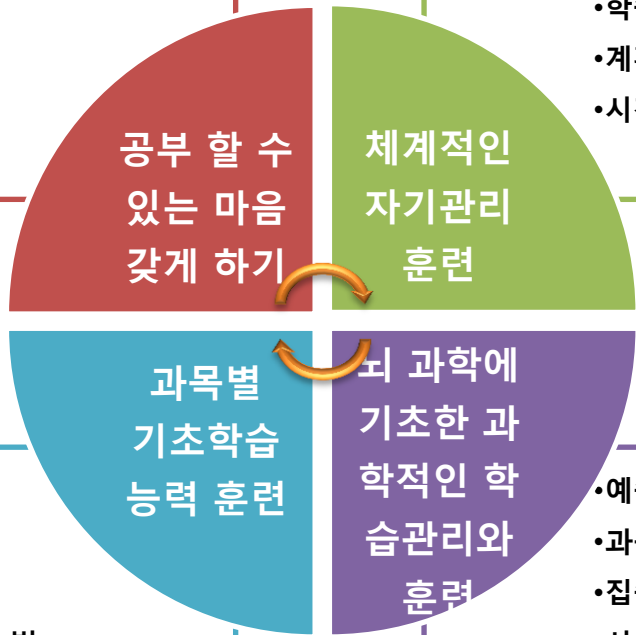 공부 할 수
있는 마음
갖게 하기
체계적인
자기관리
훈련
과목별
기초학습
능력 훈련
뇌 과학에
기초한 과
학적인 학
습관리와
훈련